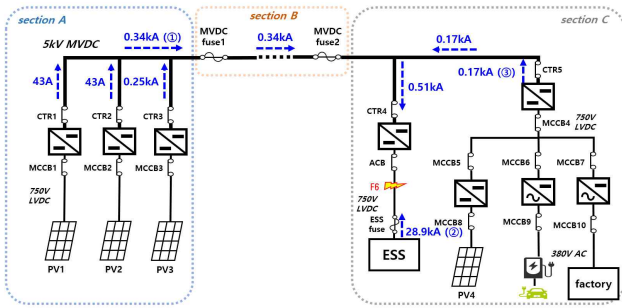 section A
section B
section C
5kV MVDC
0.34kA (①)
MVDC
fuse1
0.34kA
MVDC
fuse2
0.17kA
43A
43A
0.25kA
0.51kA
0.17kA (③)
CTR5
CTR1
CTR2
CTR3
CTR4
MCCB4
750V
LVDC
MCCB1
MCCB2
MCCB3
ACB
MCCB5
MCCB6
MCCB7
750V
LVDC
F6
750V
LVDC
ESS
fuse
28.9kA (②)
MCCB8
MCCB9
MCCB10
ESS
380V AC
factory
PV1
PV2
PV3
PV4